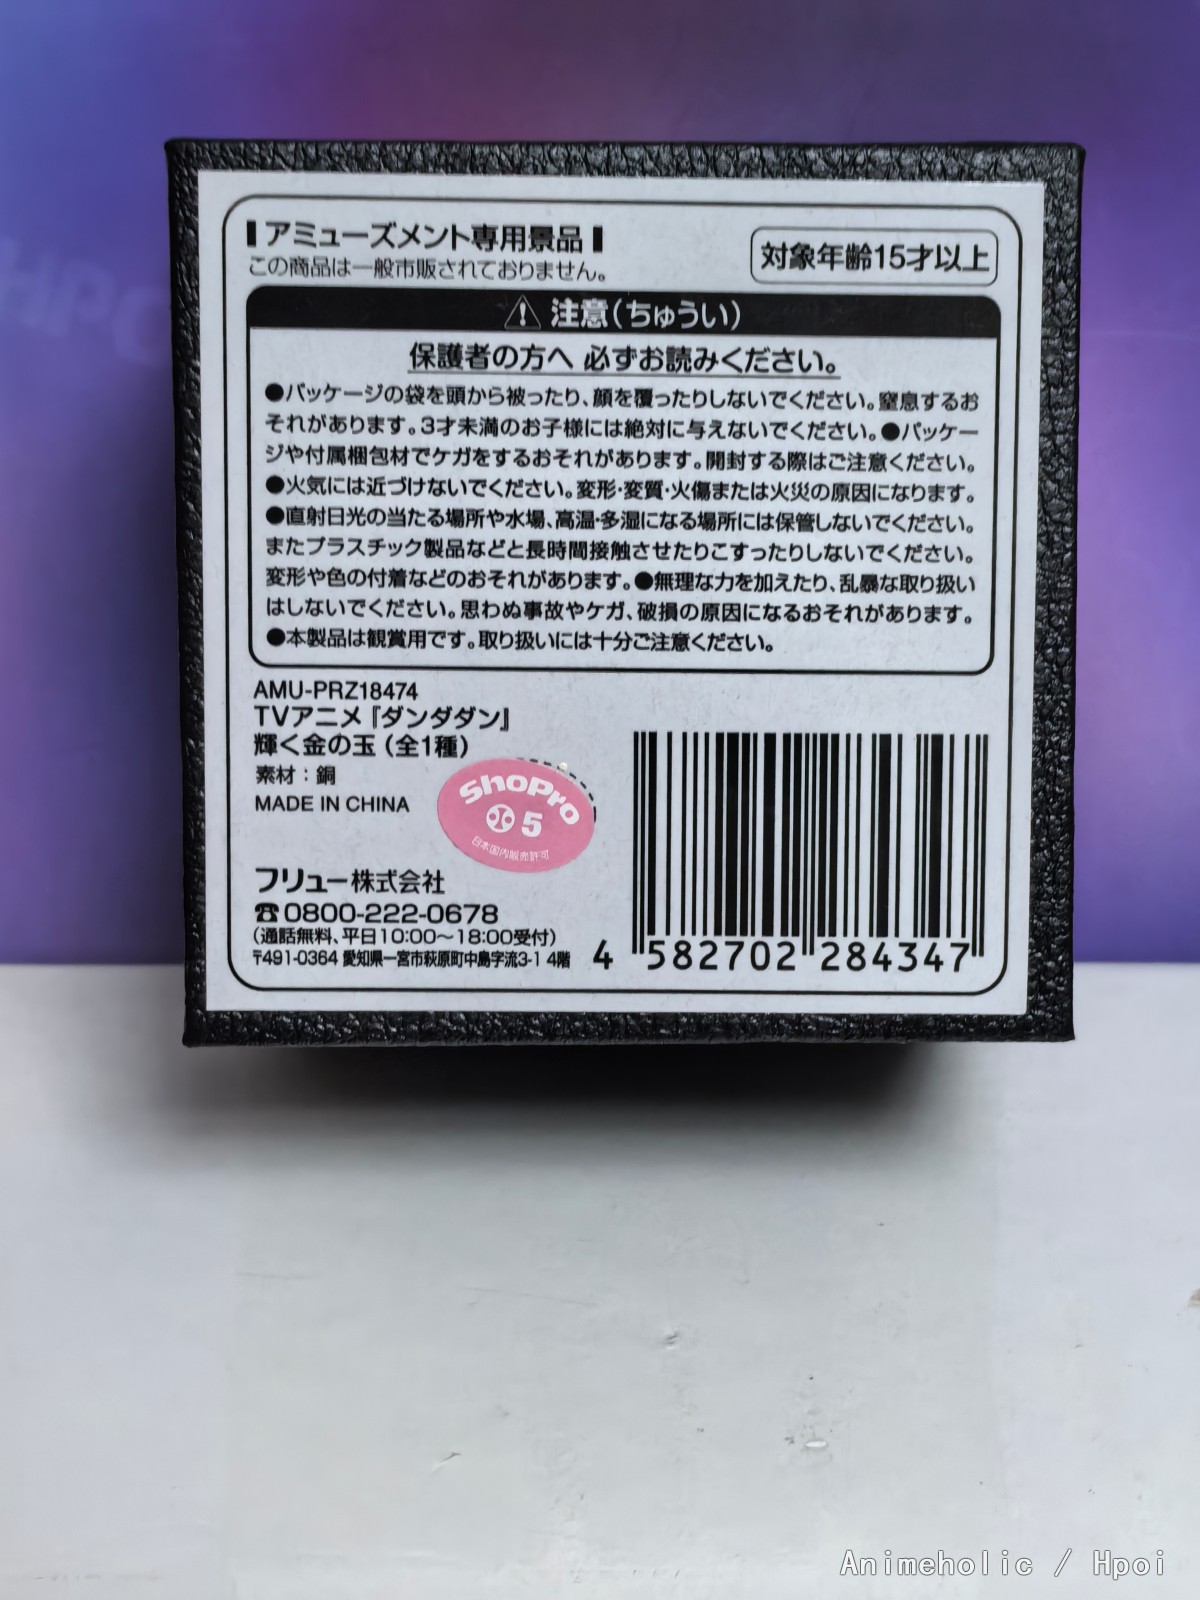 アミューズメント専用景品
この商品は一般市販されておりません。
対象年齢15才以上
注意(ちゅうい)
保護者の方へ 必ずお読みください。
●パッケージの袋を頭から被ったり、顔を覆ったりしないでください。窒息するお
それがあります。3才未満のお子様には絶対に与えないでください。●パッケー
ジや付属梱包材でケガをするおそれがあります。開封する際はご注意ください。
●火気には近づけないでください。変形・変質・火傷または火災の原因になります。
●直射日光の当たる場所や水場、高温・多湿になる場所には保管しないでください。
またプラスチック製品などと長時間接触させたりこすったりしないでください。
変形や色の付着などのおそれがあります。●無理な力を加えたり、乱暴な取り扱い
はしないでください。思わぬ事故やケガ、破損の原因になるおそれがあります。
●本製品は観賞用です。取り扱いには十分ご注意ください。
AMU-PRZ18474
TVアニメ『ダンダダン』
輝く金の玉(全1種)
素材：銅
MADE IN CHINA
ShoPro
5
日本国内販売許可
フリュー株式会社
☎0800-222-0678
(通話無料、平日10:00～18:00受付)
〒491-0364 愛知県一宮市萩原町中島字流3-1 4階
4 582702 284347
Animeholic / Hpoi